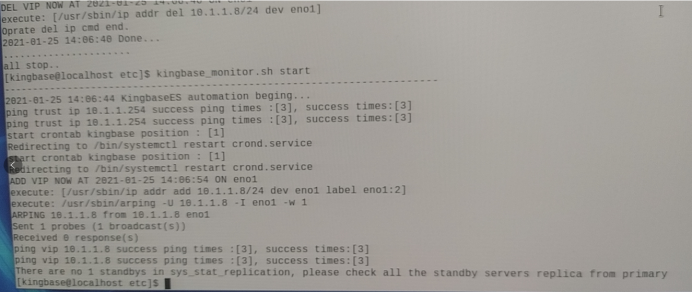 DEL VIP NOW AT 2021-01-25 14:06:40 ON eno1
execute: [/usr/sbin/ip addr del 10.1.1.8/24 dev eno1]
Oprate del ip cmd end.
2021-01-25 14:06:40 Done...
......................
all stop..
[kingbase@localhost etc]$ kingbase_monitor.sh start
-----------------------------------------------------------------------
2021-01-25 14:06:44 KingbaseES automation beging...
ping trust ip 10.1.1.254 success ping times :[3], success times:[3]
ping trust ip 10.1.1.254 success ping times :[3], success times:[3]
start crontab kingbase position : [1]
Redirecting to /bin/systemctl restart crond.service
start crontab kingbase position : [1]
Redirecting to /bin/systemctl restart crond.service
ADD VIP NOW AT 2021-01-25 14:06:54 ON eno1
execute: [/usr/sbin/ip addr add 10.1.1.8/24 dev eno1 label eno1:2]
execute: /usr/sbin/arping -U 10.1.1.8 -I eno1 -w 1
ARPING 10.1.1.8 from 10.1.1.8 eno1
Sent 1 probes (1 broadcast(s))
Received 0 response(s)
ping vip 10.1.1.8 success ping times :[3], success times:[3]
ping vip 10.1.1.8 success ping times :[3], success times:[3]
There are no 1 standbys in sys_stat_replication, please check all the standby servers replica from primary
[kingbase@localhost etc]$